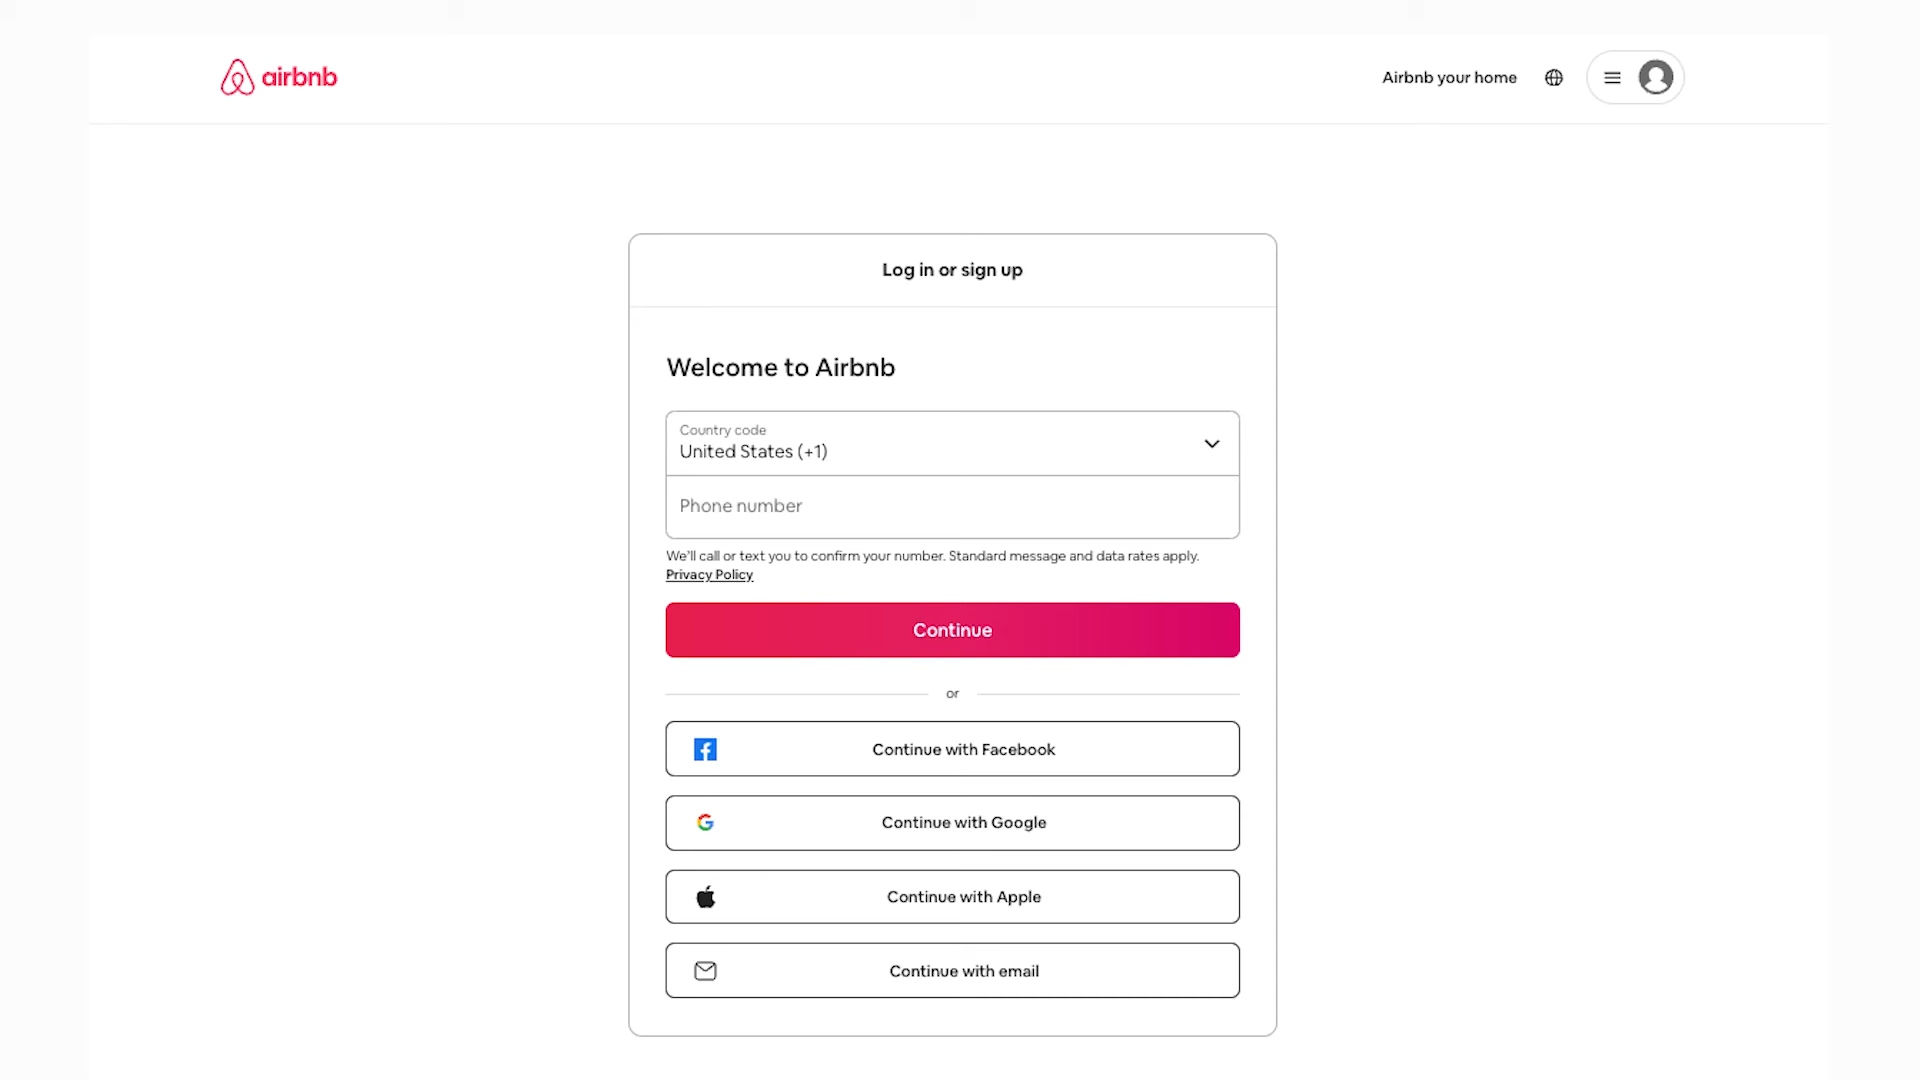 airbnb
Airbnb your home
Log in or sign up
Welcome to Airbnb
Country code
United States (+1)
Phone number
We'll call or text you to confirm your number. Standard message and data rates apply.
Privacy Policy
Continue
or
Continue with Facebook
Continue with Google
Continue with Apple
Continue with email